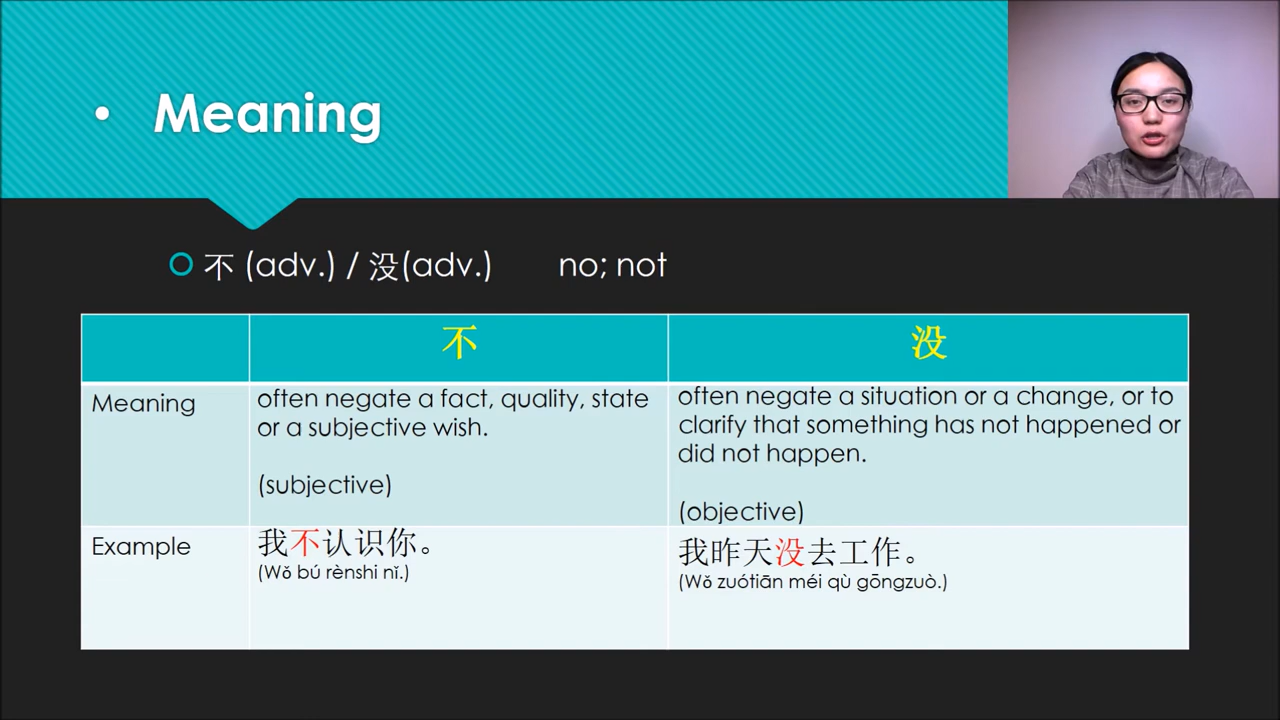 • Meaning
不 (adv.) / 没(adv.) no; not
不
没
Meaning
often negate a fact, quality, state
or a subjective wish.
(subjective)
often negate a situation or a change, or to
clarify that something has not happened or
did not happen.
(objective)
Example
我不认识你。
(Wǒ bú rènshi nǐ.)
我昨天没去工作。
(Wǒ zuótiān méi qù gōngzuò.)